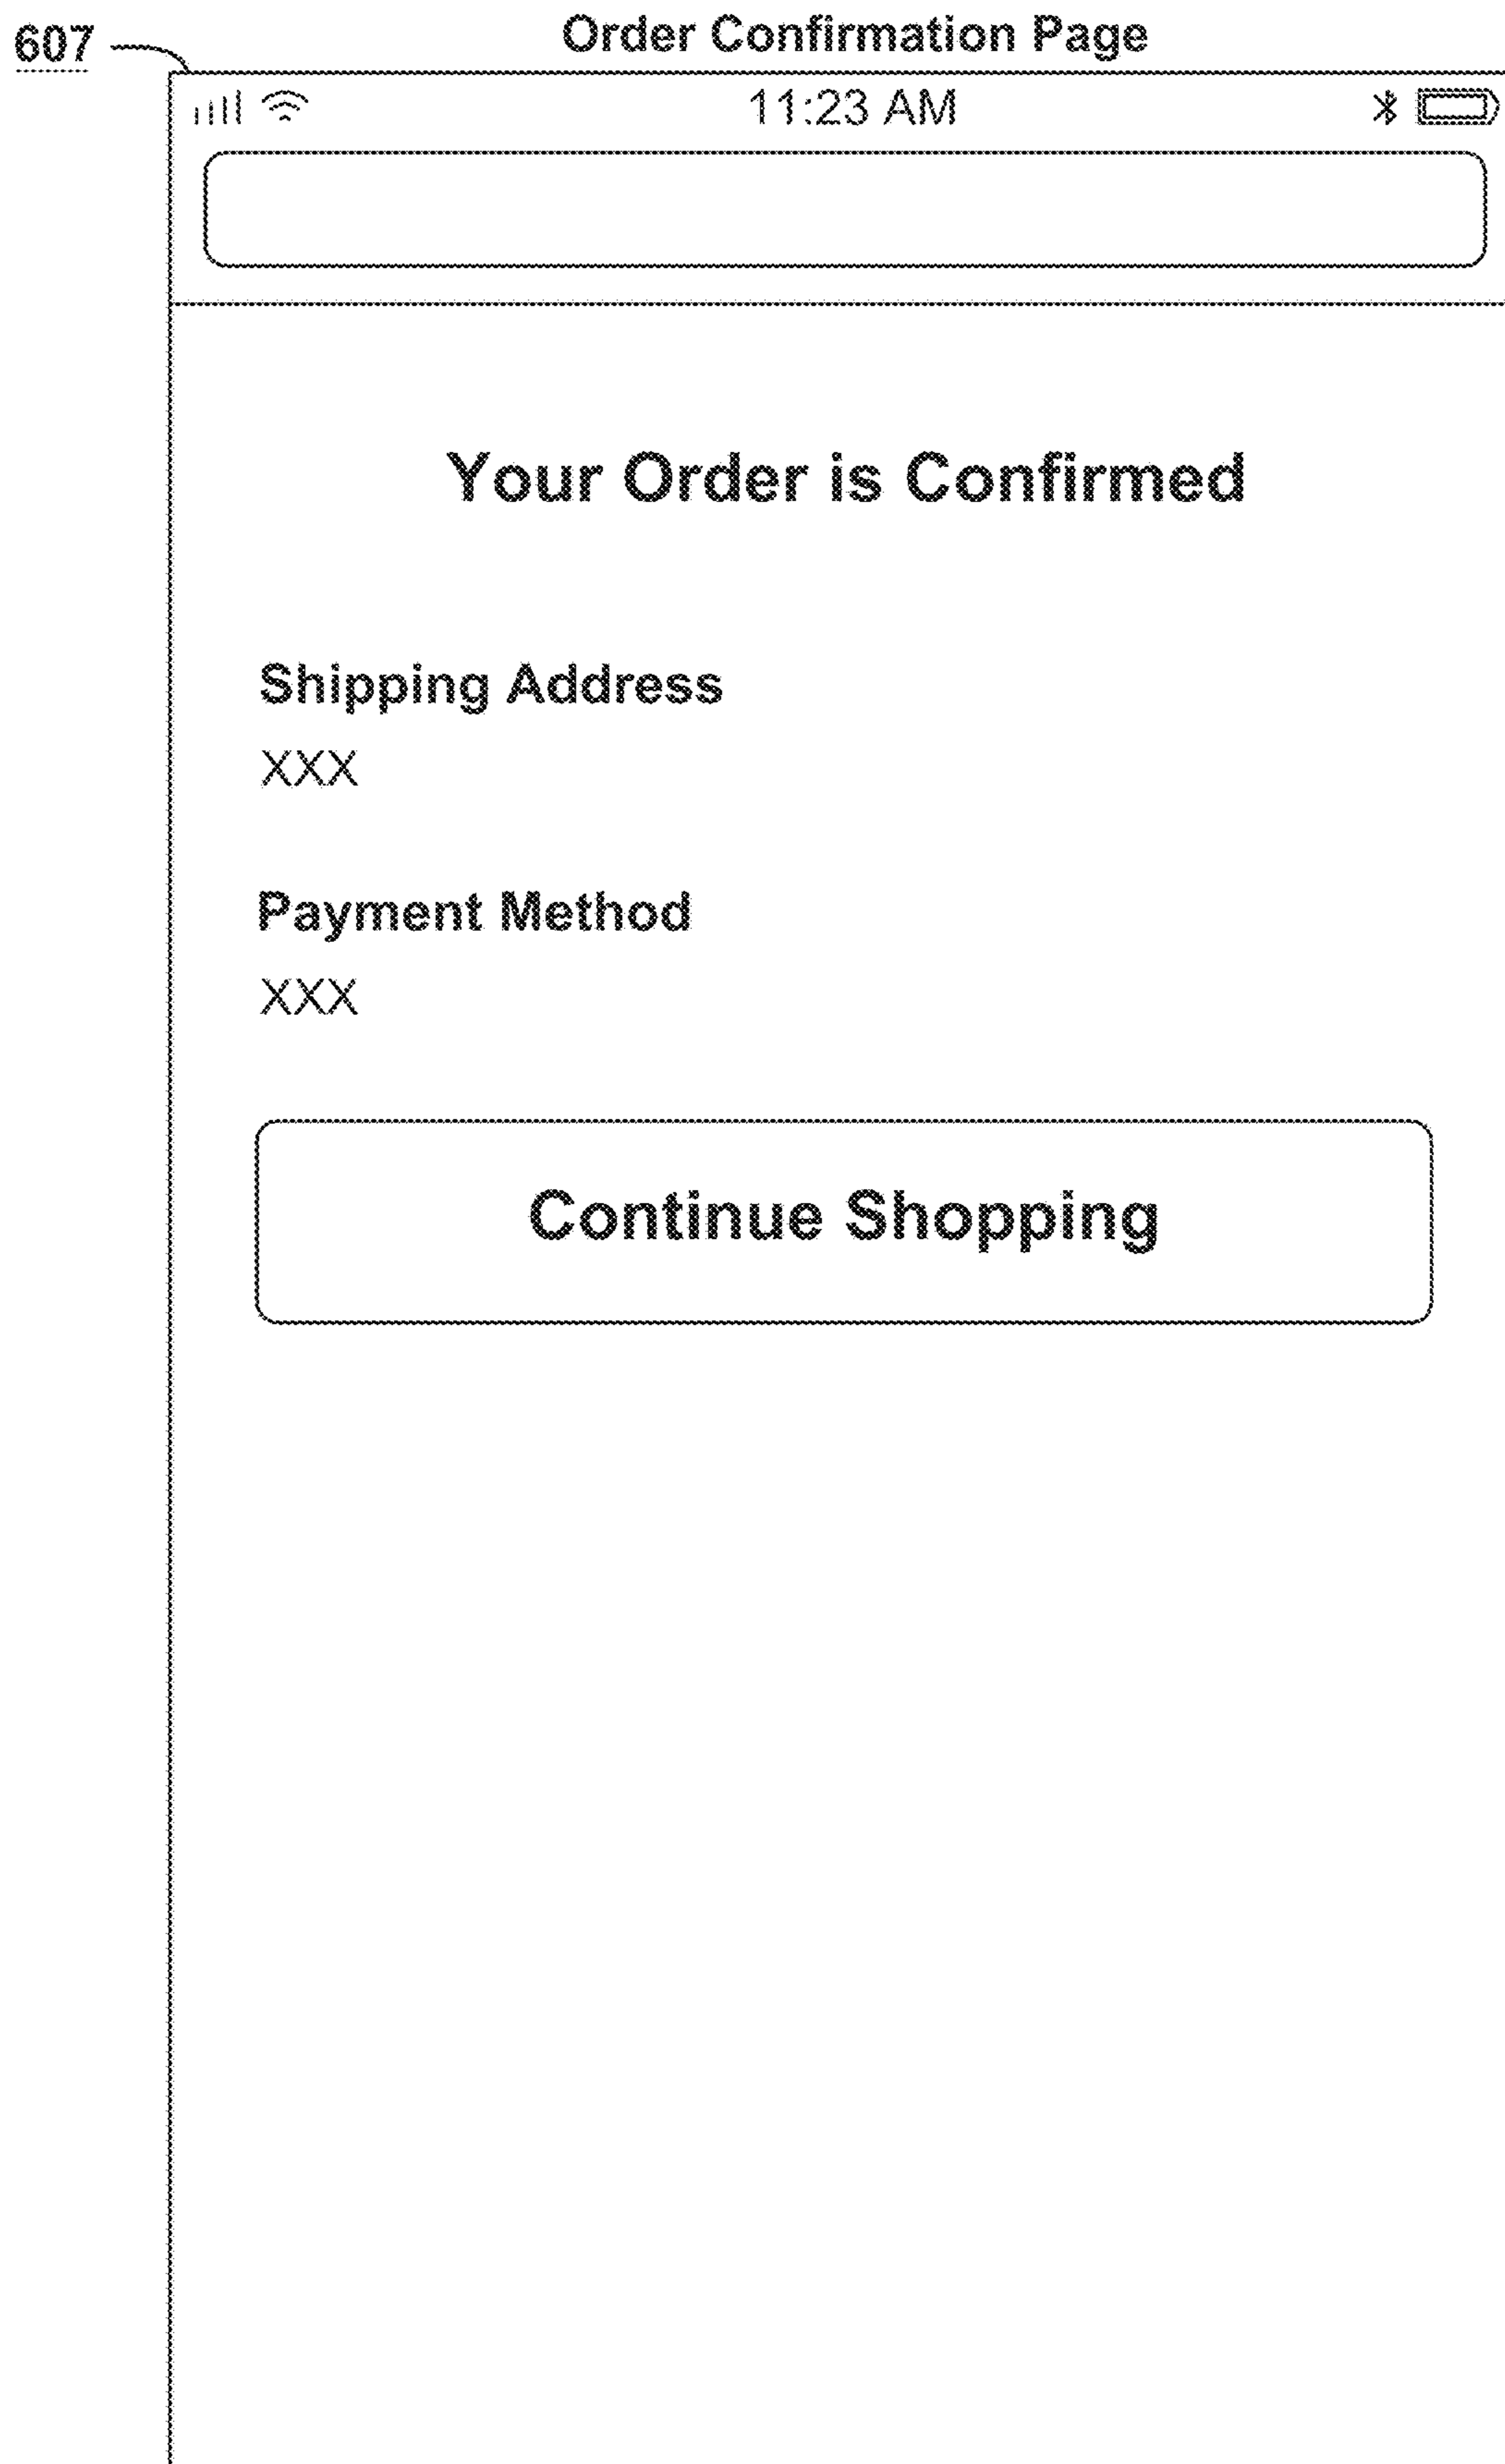 607
Order Confirmation Page
11:23 AM
Your Order is Confirmed
Shipping Address
XXX
Payment Method
XXX
Continue Shopping